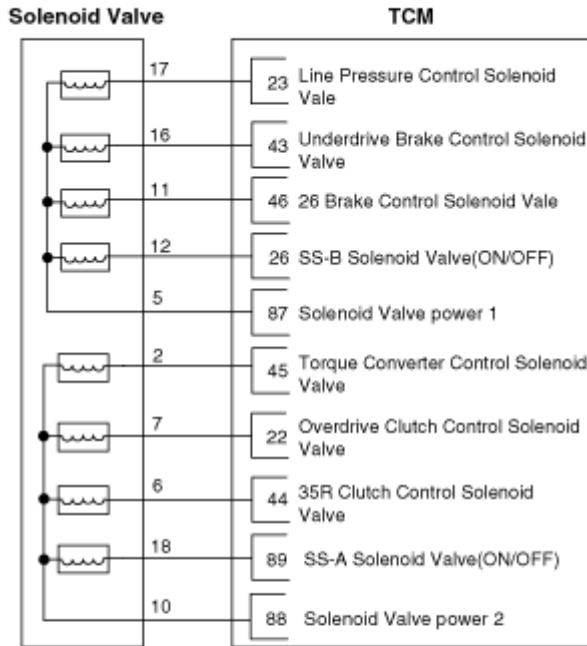 Solenoid Valve TCM
17 23 Line Pressure Control Solenoid
Vale
16 43 Underdrive Brake Control Solenoid
Valve
11 46 26 Brake Control Solenoid Vale
12 26 SS-B Solenoid Valve(ON/OFF)
5 87 Solenoid Valve power 1
2 45 Torque Converter Control Solenoid
Valve
7 22 Overdrive Clutch Control Solenoid
Valve
6 44 35R Clutch Control Solenoid
Valve
18 89 SS-A Solenoid Valve(ON/OFF)
10 88 Solenoid Valve power 2